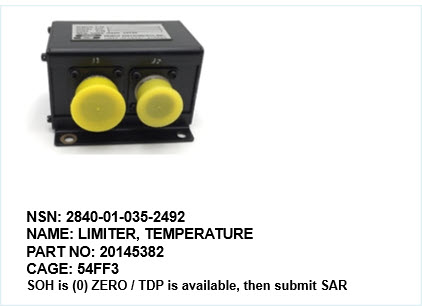 NSN: 2840-01-035-2492
NAME: LIMITER, TEMPERATURE
PART NO: 20145382
CAGE: 54FF3
SOH is (0) ZERO / TDP is available, then submit SAR